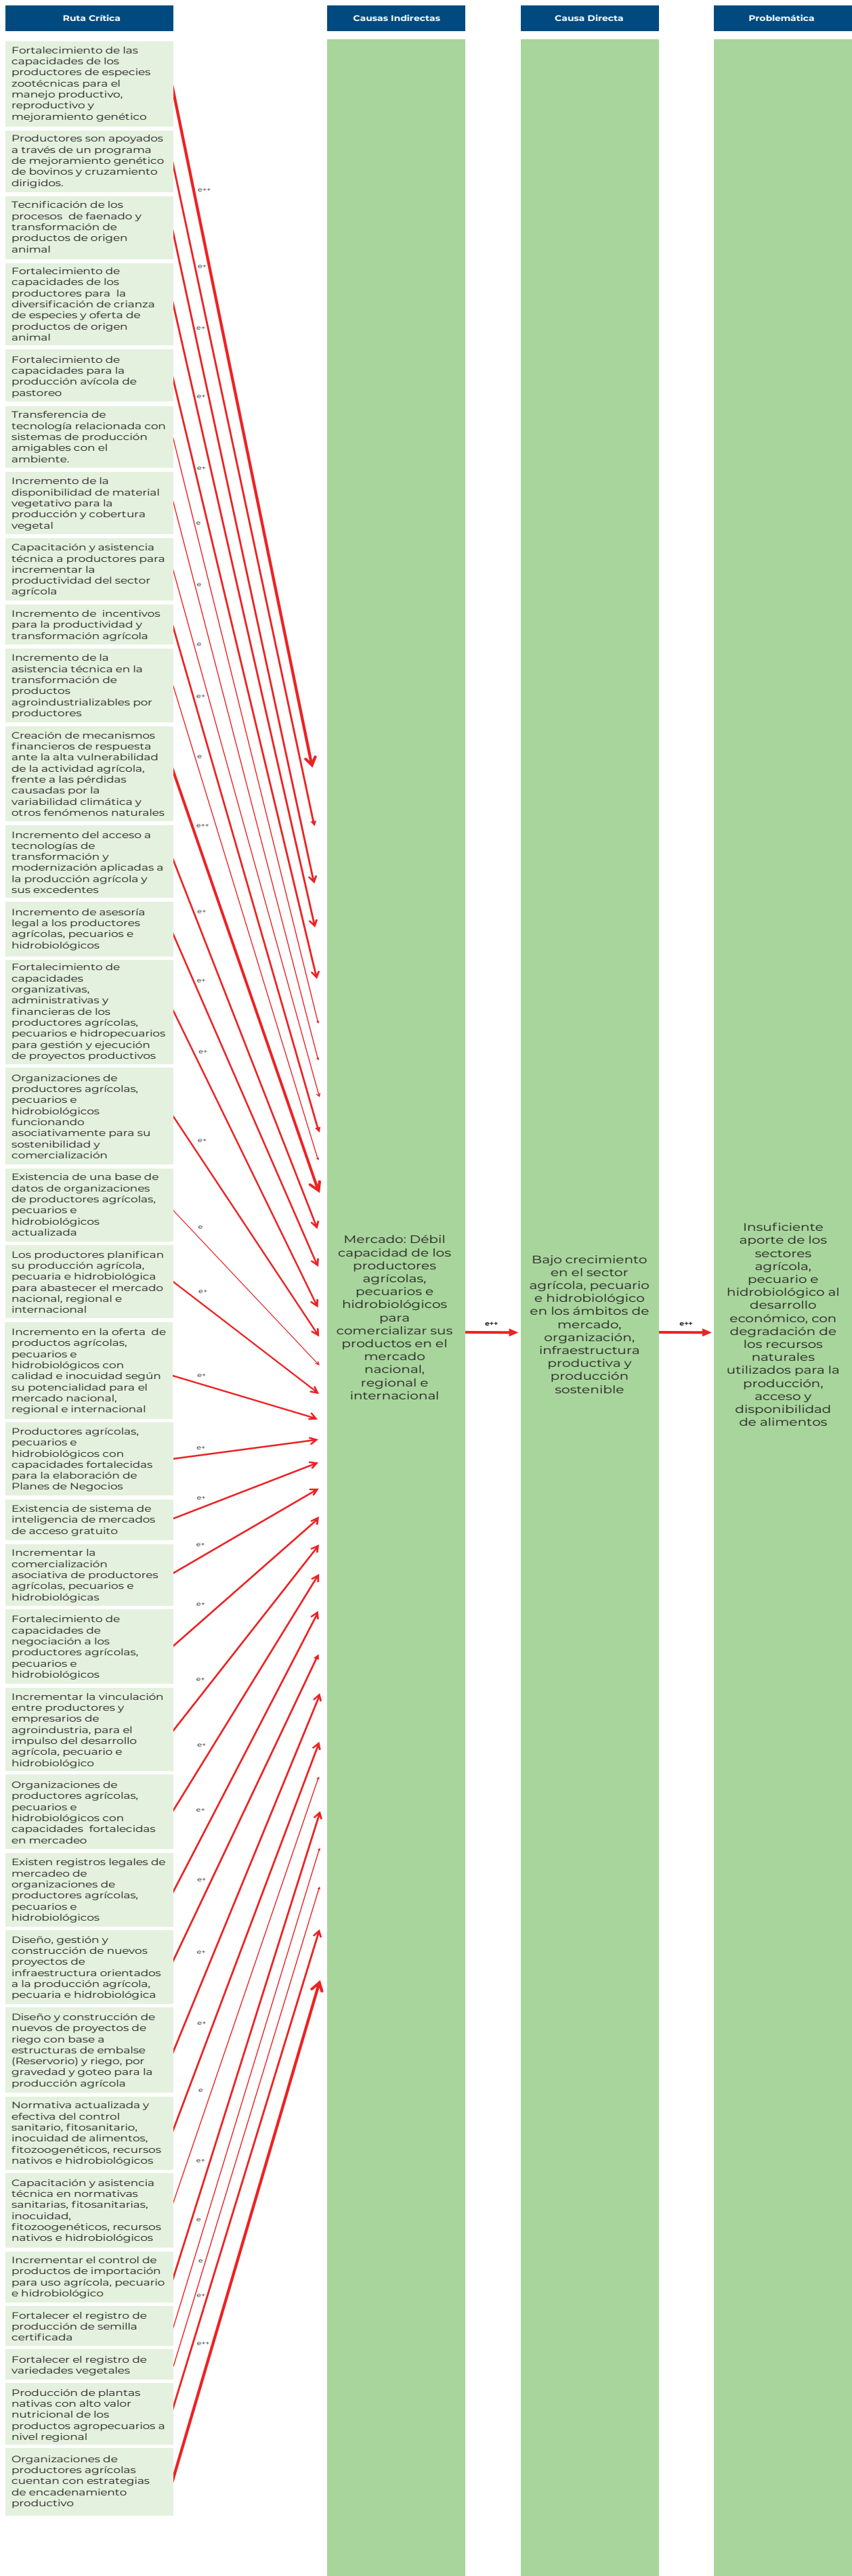 Ruta Crítica
Causas Indirectas
Causa Directa
Problemática
Fortalecimiento de las
capacidades de los
productores de especies
zootécnicas para el
manejo productivo,
reproductivo y
mejoramiento genético
Productores son apoyados
a través de un programa
de mejoramiento genético
de bovinos y cruzamiento
dirigidos.
Tecnificación de los
procesos de faenado y
transformación de
productos de origen
animal
Fortalecimiento de
capacidades de los
productores para la
diversificación de crianza
de especies y oferta de
productos de origen
animal
Fortalecimiento de
capacidades para la
producción avícola de
pastoreo
Transferencia de
tecnología relacionada con
sistemas de producción
amigables con el
ambiente.
Incremento de la
disponibilidad de material
vegetativo para la
producción y cobertura
vegetal
Capacitación y asistencia
técnica a productores para
incrementar la
productividad del sector
agrícola
Incremento de incentivos
para la productividad y
transformación agrícola
Incremento de la
asistencia técnica en la
transformación de
productos
agroindustrializables por
productores
Creación de mecanismos
financieros de respuesta
ante la alta vulnerabilidad
de la actividad agrícola,
frente a las pérdidas
causadas por la
variabilidad climática y
otros fenómenos naturales
Incremento del acceso a
tecnologías de
transformación y
modernización aplicadas a
la producción agrícola y
sus excedentes
Incremento de asesoría
legal a los productores
agrícolas, pecuarios e
hidrobiológicos
Fortalecimiento de
capacidades
organizativas,
administrativas y
financieras de los
productores agrícolas,
pecuarios e hidropecuarios
para gestión y ejecución
de proyectos productivos
Organizaciones de
productores agrícolas,
pecuarios e
hidrobiológicos
funcionando
asociativamente para su
sostenibilidad y
comercialización
Existencia de una base de
datos de organizaciones
de productores agrícolas,
pecuarios e
hidrobiológicos
actualizada
Los productores planifican
su producción agrícola,
pecuaria e hidrobiológica
para abastecer el mercado
nacional, regional e
internacional
Incremento en la oferta de
productos agrícolas,
pecuarios e
hidrobiológicos con
calidad e inocuidad según
su potencialidad para el
mercado nacional,
regional e internacional
Productores agrícolas,
pecuarios e
hidrobiológicos con
capacidades fortalecidas
para la elaboración de
Planes de Negocios
Existencia de sistema de
inteligencia de mercados
de acceso gratuito
Incrementar la
comercialización
asociativa de productores
agrícolas, pecuarios e
hidrobiológicas
Fortalecimiento de
capacidades de
negociación a los
productores agrícolas,
pecuarios e
hidrobiológicos
Incrementar la vinculación
entre productores y
empresarios de
agroindustria, para el
impulso del desarrollo
agrícola, pecuario e
hidrobiológico
Organizaciones de
productores agrícolas,
pecuarios e
hidrobiológicos con
capacidades fortalecidas
en mercadeo
Existen registros legales de
mercadeo de
organizaciones de
productores agrícolas,
pecuarios e
hidrobiológicos
Diseño, gestión y
construcción de nuevos
proyectos de
infraestructura orientados
a la producción agrícola,
pecuaria e hidrobiológica
Diseño y construcción de
nuevos de proyectos de
riego con base a
estructuras de embalse
(Reservorio) y riego, por
gravedad y goteo para la
producción agrícola
Normativa actualizada y
efectiva del control
sanitario, fitosanitario,
inocuidad de alimentos,
fitozoogenéticos, recursos
nativos e hidrobiológicos
Capacitación y asistencia
técnica en normativas
sanitarias, fitosanitarias,
inocuidad,
fitozoogenéticos, recursos
nativos e hidrobiológicos
Incrementar el control de
productos de importación
para uso agrícola, pecuario
e hidrobiológico
Fortalecer el registro de
producción de semilla
certificada
Fortalecer el registro de
variedades vegetales
Producción de plantas
nativas con alto valor
nutricional de los
productos agropecuarios a
nivel regional
Organizaciones de
productores agrícolas
cuentan con estrategias
de encadenamiento
productivo
e++
e+
e+
e+
e+
e
e
e
e+
e
e++
e+
e+
e+
e+
e
e+
e+
e+
e+
e+
e+
e+
e+
e+
e+
e+
e+
e
e+
e
e
e+
e++
Mercado: Débil
capacidad de los
productores
agrícolas,
pecuarios e
hidrobiológicos
para
comercializar sus
productos en el
mercado
nacional,
regional e
internacional
e++
Bajo crecimiento
en el sector
agrícola, pecuario
e hidrobiológico
en los ámbitos de
mercado,
organización,
infraestructura
productiva y
producción
sostenible
e++
Insuficiente
aporte de los
sectores
agrícola,
pecuario e
hidrobiológico al
desarrollo
económico, con
degradación de
los recursos
naturales
utilizados para la
producción,
acceso y
disponibilidad
de alimentos